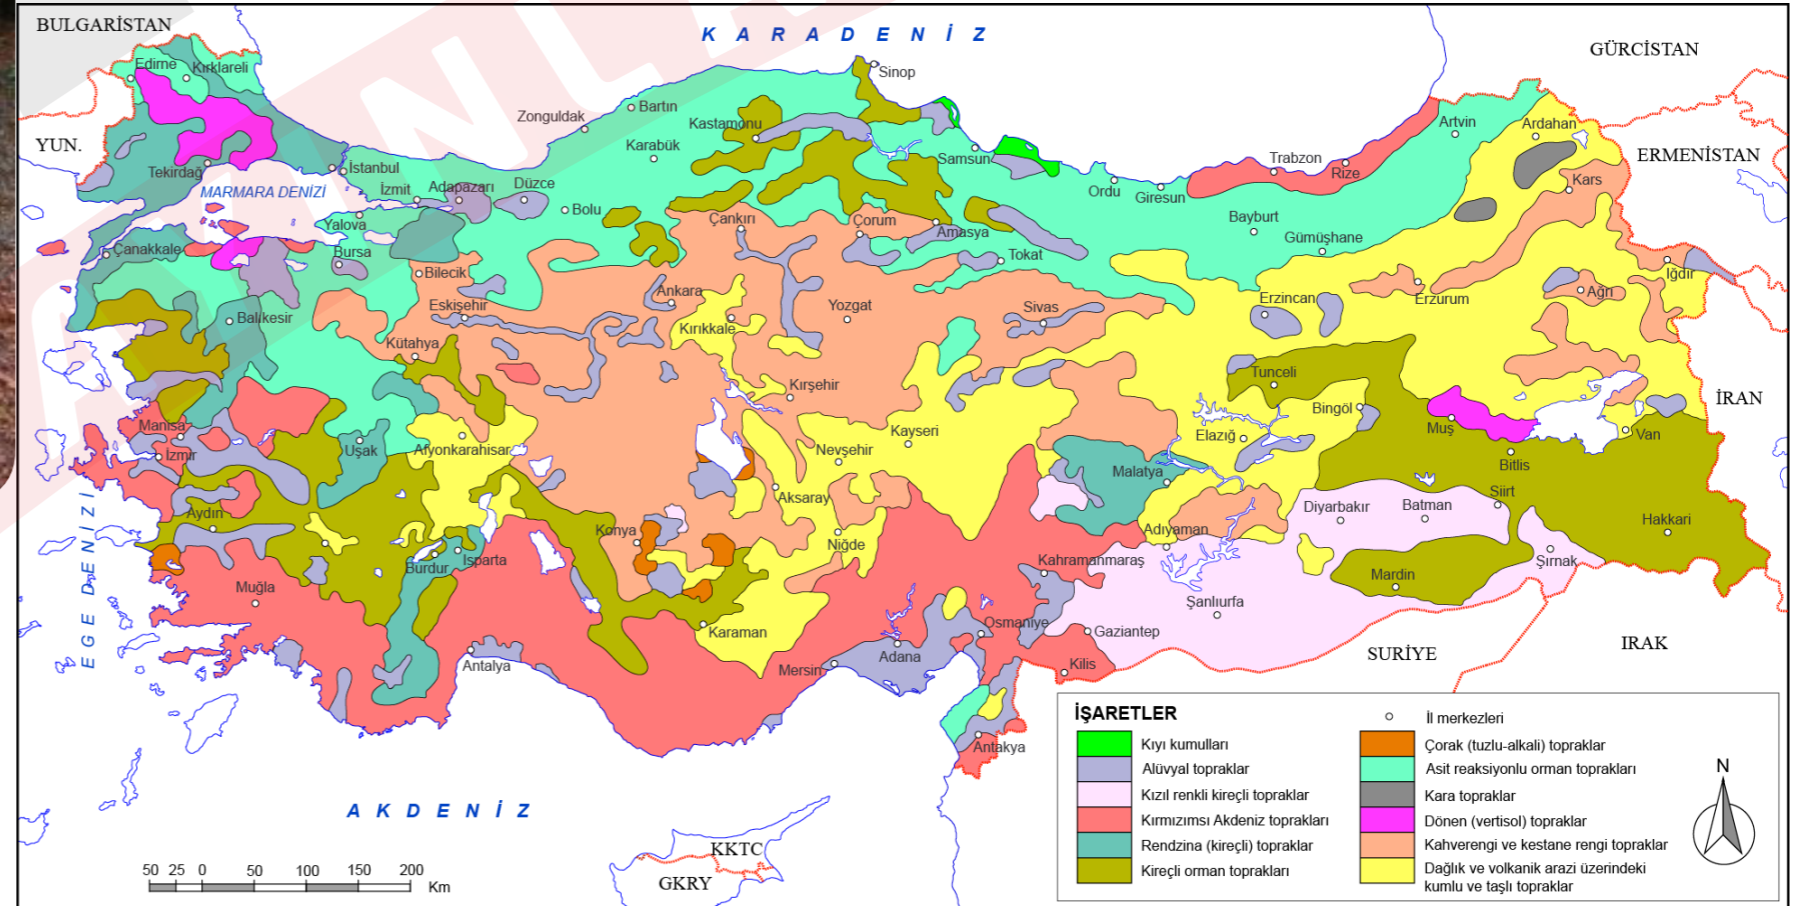 BULGARİSTAN
KARADENİZ
GÜRCİSTAN
Edirne
Kırklareli
Sinop
YUN.
Zonguldak
Bartın
Kastamonu
Karabük
Samsun
Artvin
Ardahan
ERMENİSTAN
Tekirdağ
İstanbul
MARMARA DENİZİ
İzmit
Adapazarı
Düzce
Bolu
Ordu
Giresun
Trabzon
Rize
Kars
Yalova
Çankırı
Çorum
Amasya
Bayburt
Gümüşhane
Çanakkale
Bursa
Bilecik
Tokat
Iğdır
Eskişehir
Ankara
Kırıkkale
Yozgat
Sivas
Erzincan
Erzurum
Ağrı
Balıkesir
Kütahya
Kırşehir
Tunceli
İRAN
Manisa
İzmir
Uşak
Afyonkarahisar
Nevşehir
Kayseri
Elazığ
Bingöl
Muş
Van
Bitlis
Malatya
Aksaray
Aydın
Konya
Niğde
Adıyaman
Diyarbakır
Batman
Siirt
Hakkari
EGE DENİZİ
Burdur
Isparta
Kahramanmaraş
Mardin
Şırnak
Muğla
Karaman
Şanlıurfa
Osmaniye
Gaziantep
Antalya
Mersin
Adana
Kilis
SURİYE
IRAK
Antakya
AKDENİZ
KKTC
GKRY
50 25 0 50 100 150 200
Km
İŞARETLER
Kıyı kumulları
Alüvyal topraklar
Kızıl renkli kireçli topraklar
Kırmızımsı Akdeniz toprakları
Rendzina (kireçli) topraklar
Kireçli orman toprakları
İl merkezleri
Çorak (tuzlu-alkali) topraklar
Asit reaksiyonlu orman toprakları
Kara topraklar
Dönen (vertisol) topraklar
Kahverengi ve kestane rengi topraklar
Dağlık ve volkanik arazi üzerindeki
kumlu ve taşlı topraklar
N